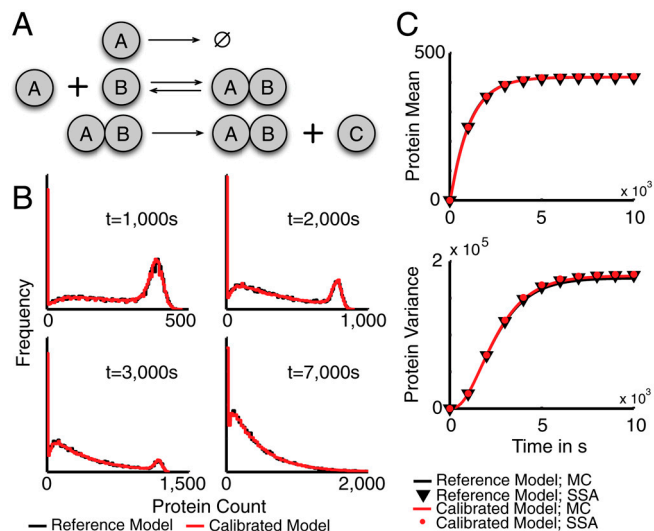 A
A → ∅
A + B ⇌ A B
A B → A B + C
B
Frequency
t=1,000s
0 500
t=2,000s
0 1,000
t=3,000s
0 1,500
t=7,000s
0 2,000
Protein Count
Reference Model Calibrated Model
C
Protein Mean
500
0
0 5 10
x 10³
Protein Variance
x 10⁵
2
0
0 5 10
x 10³
Time in s
Reference Model; MC
Reference Model; SSA
Calibrated Model; MC
Calibrated Model; SSA